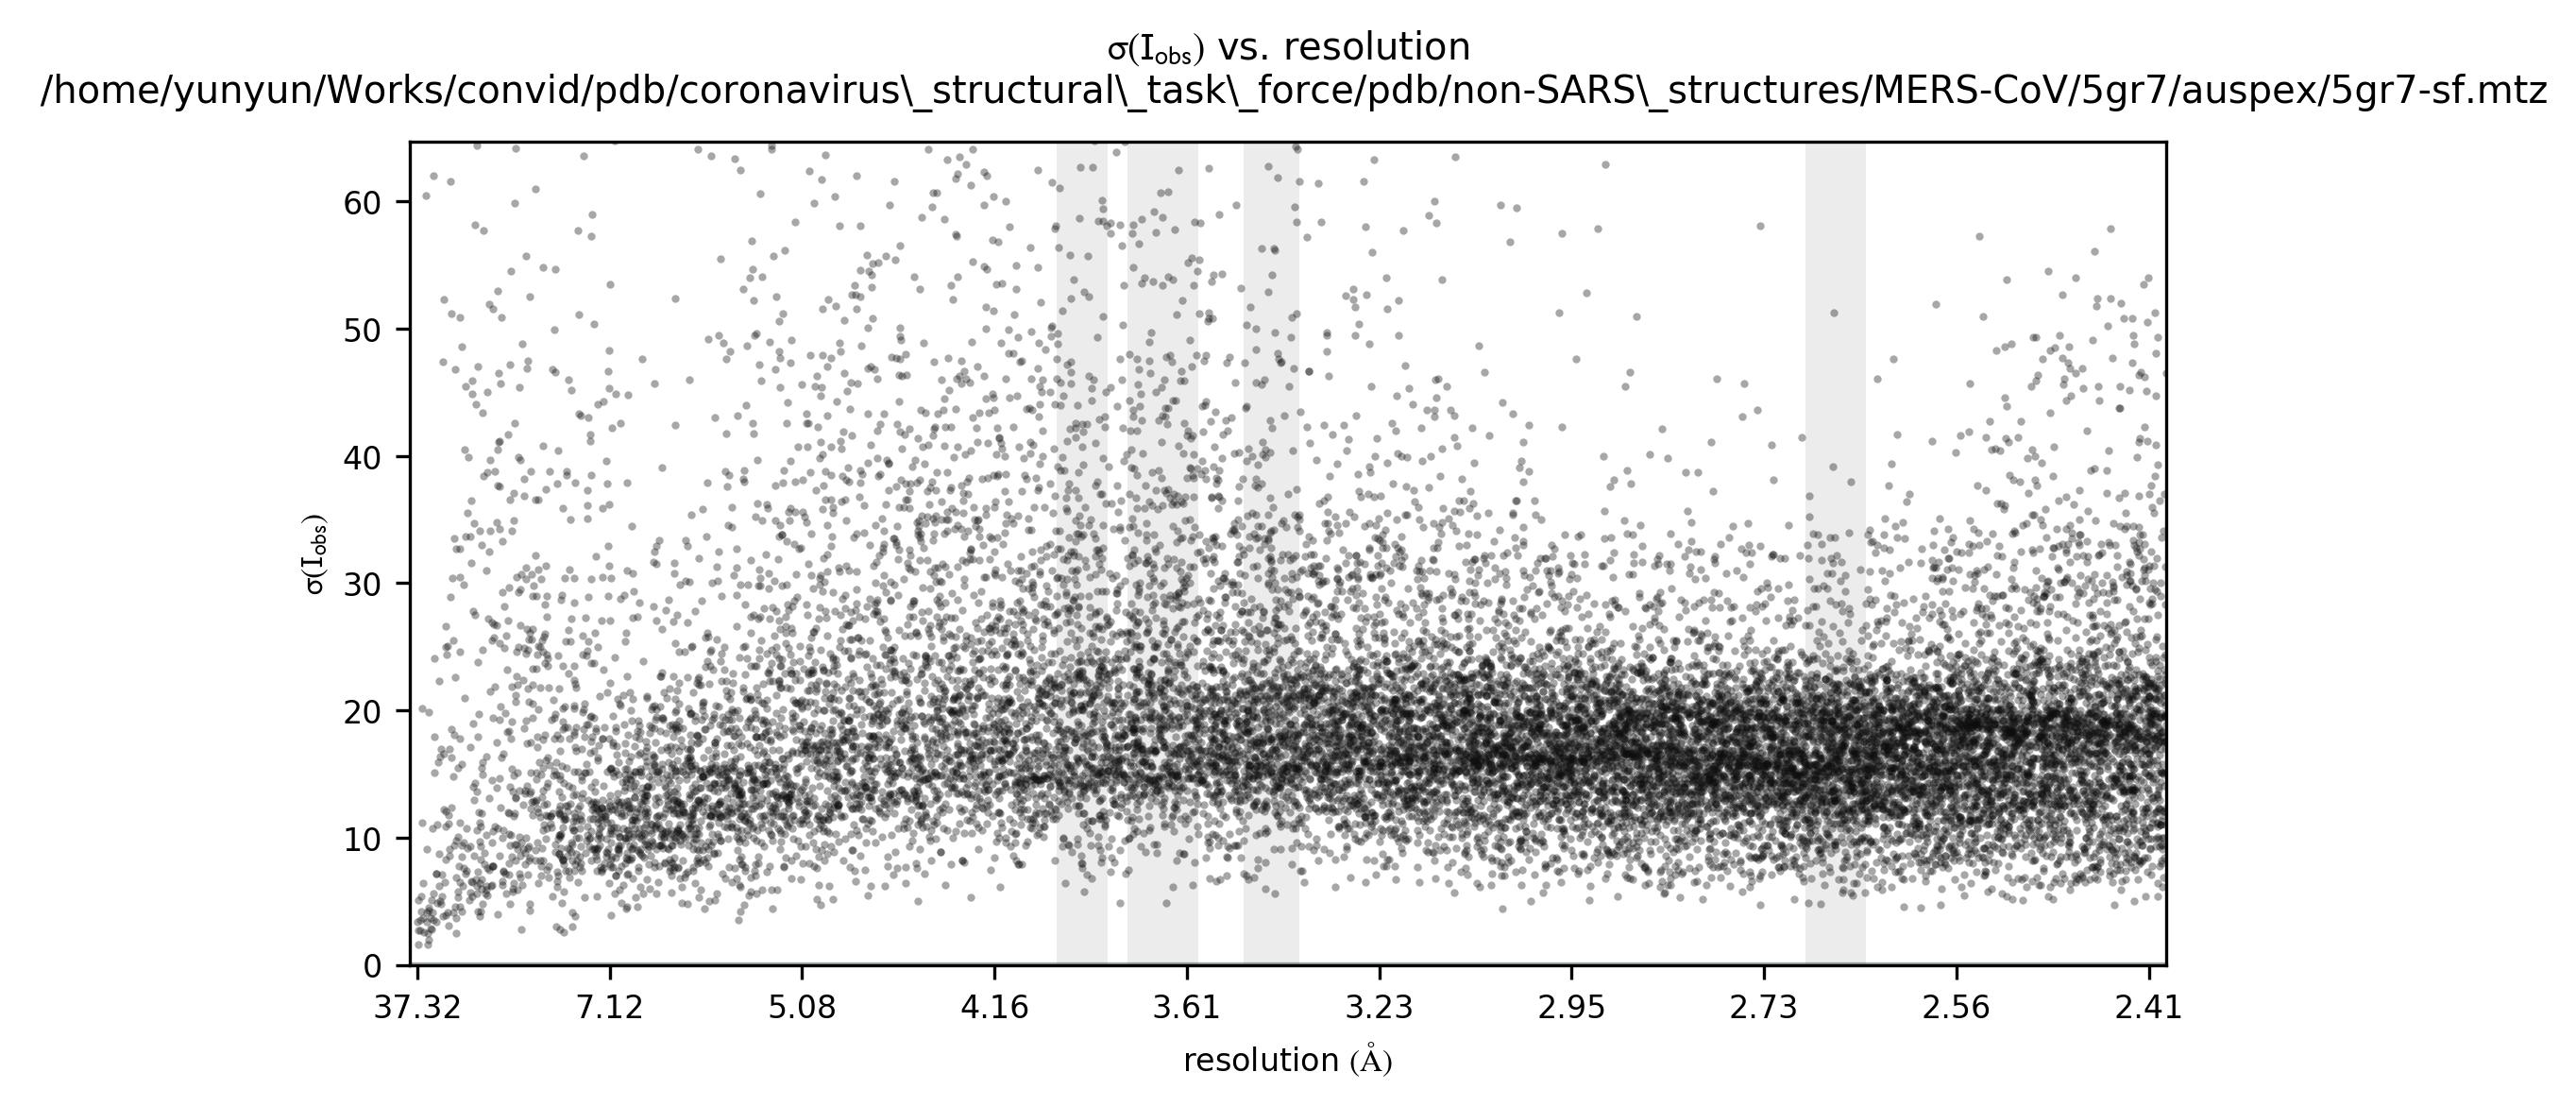 σ(I_obs) vs. resolution
/home/yunyun/Works/convid/pdb/coronavirus\_structural\_task\_force/pdb/non-SARS\_structures/MERS-CoV/5gr7/auspex/5gr7-sf.mtz
σ(I_obs)
60
50
40
30
20
10
0
37.32 7.12 5.08 4.16 3.61 3.23 2.95 2.73 2.56 2.41
resolution (Å)